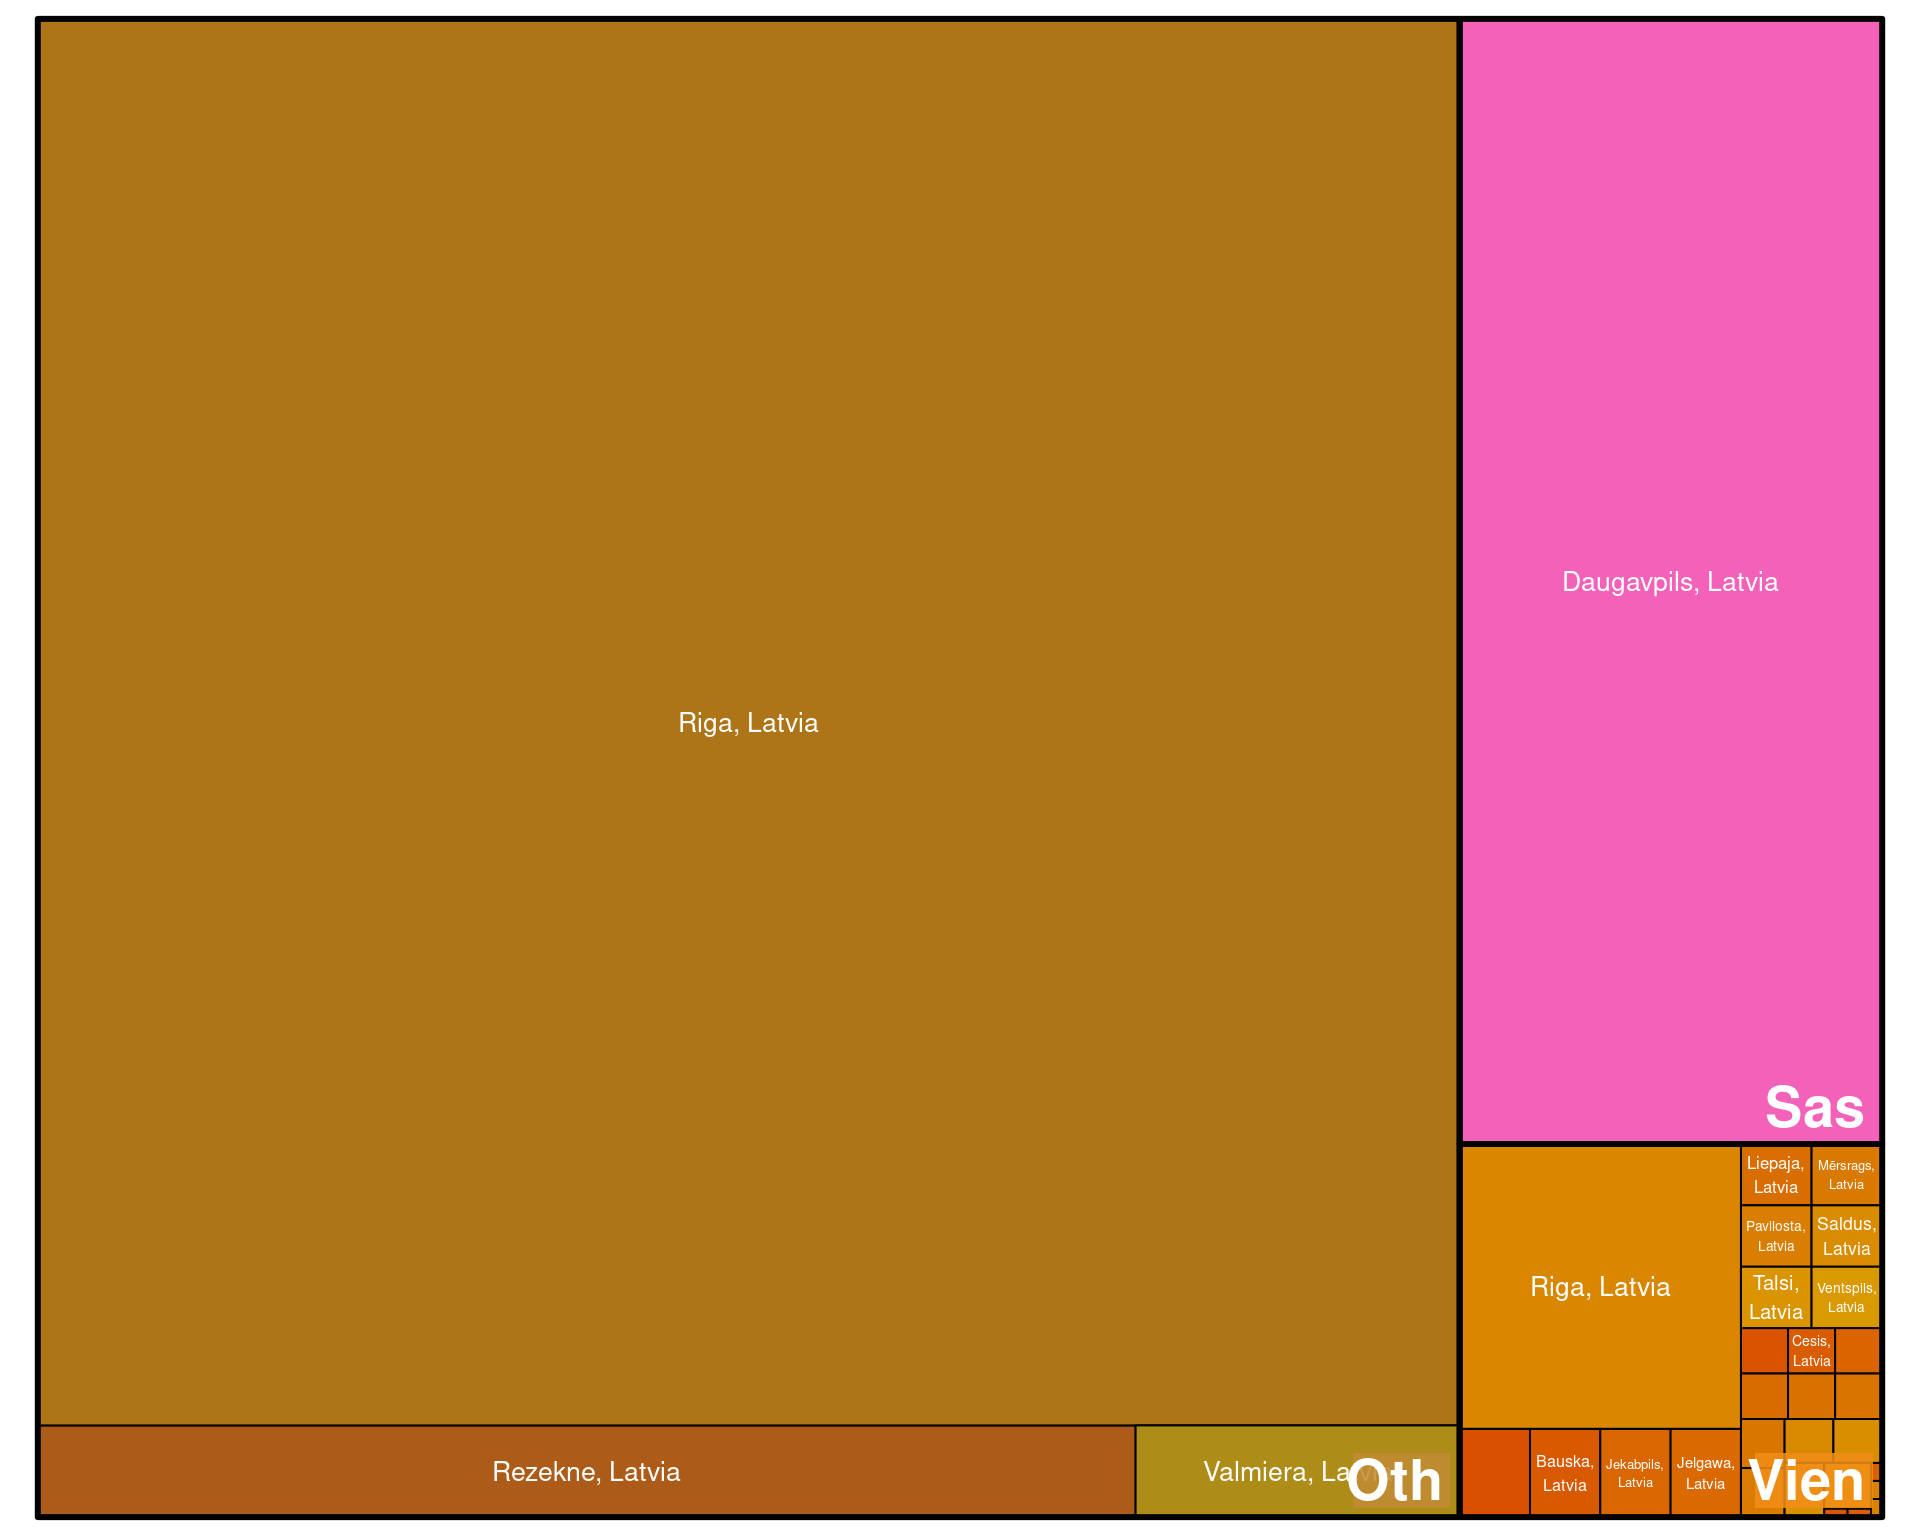 Riga, Latvia
Rezekne, Latvia
Valmiera, La
Oth
Daugavpils, Latvia
Sas
Riga, Latvia
Bauska,
Latvia
Jekabpils,
Latvia
Jelgawa,
Latvia
Liepaja,
Latvia
Mērsrags,
Latvia
Pavilosta,
Latvia
Saldus,
Latvia
Talsi,
Latvia
Ventspils,
Latvia
Cesis,
Latvia
Vien